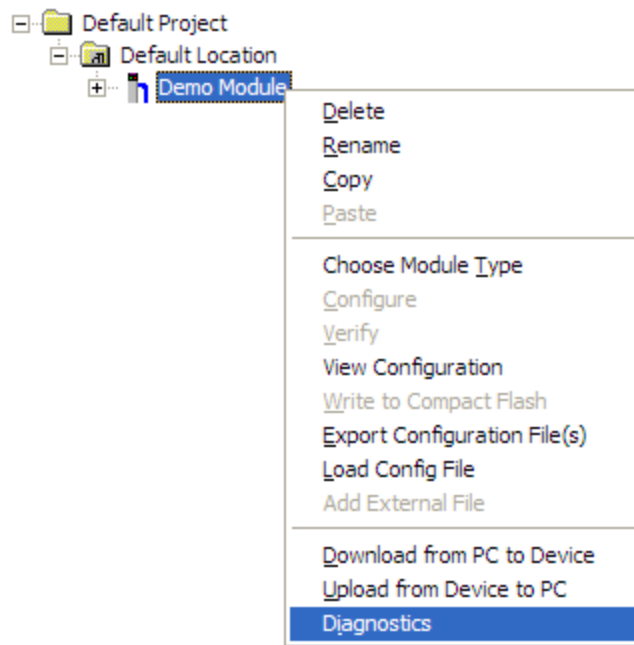 Default Project
Default Location
Demo Module
Delete
Rename
Copy
Paste
Choose Module Type
Configure
Verify
View Configuration
Write to Compact Flash
Export Configuration File(s)
Load Config File
Add External File
Download from PC to Device
Upload from Device to PC
Diagnostics